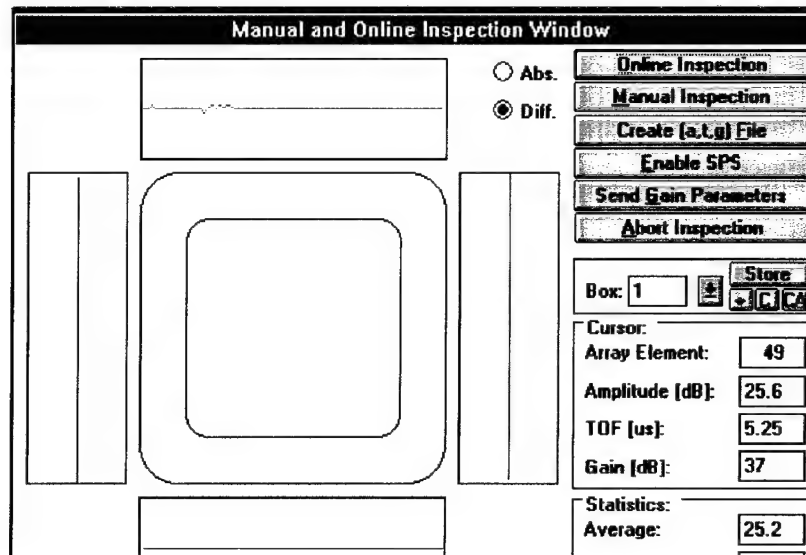 Manual and Online Inspection Window
Abs.
Diff.
Online Inspection
Manual Inspection
Create (a,t,g) File
Enable SPS
Send Gain Parameters
Abort Inspection
Box: 1
Store
+ C CA
Cursor:
Array Element: 49
Amplitude [dB]: 25.6
TOF [us]: 5.25
Gain [dB]: 37
Statistics:
Average: 25.2